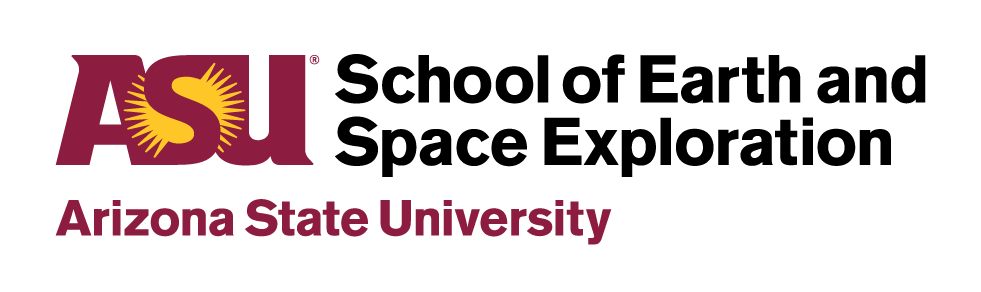 ASU®
School of Earth and
Space Exploration
Arizona State University